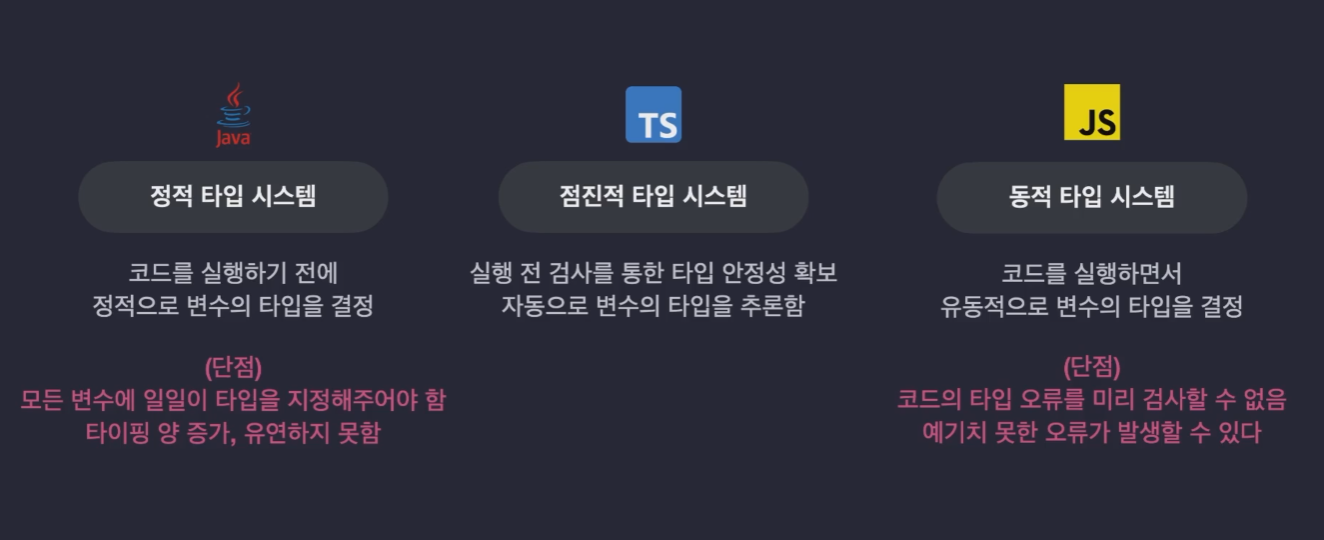 Java
정적 타입 시스템
코드를 실행하기 전에
정적으로 변수의 타입을 결정
(단점)
모든 변수에 일일이 타입을 지정해주어야 함
타이핑 양 증가, 유연하지 못함
TS
점진적 타입 시스템
실행 전 검사를 통한 타입 안정성 확보
자동으로 변수의 타입을 추론함
JS
동적 타입 시스템
코드를 실행하면서
유동적으로 변수의 타입을 결정
(단점)
코드의 타입 오류를 미리 검사할 수 없음
예기치 못한 오류가 발생할 수 있다